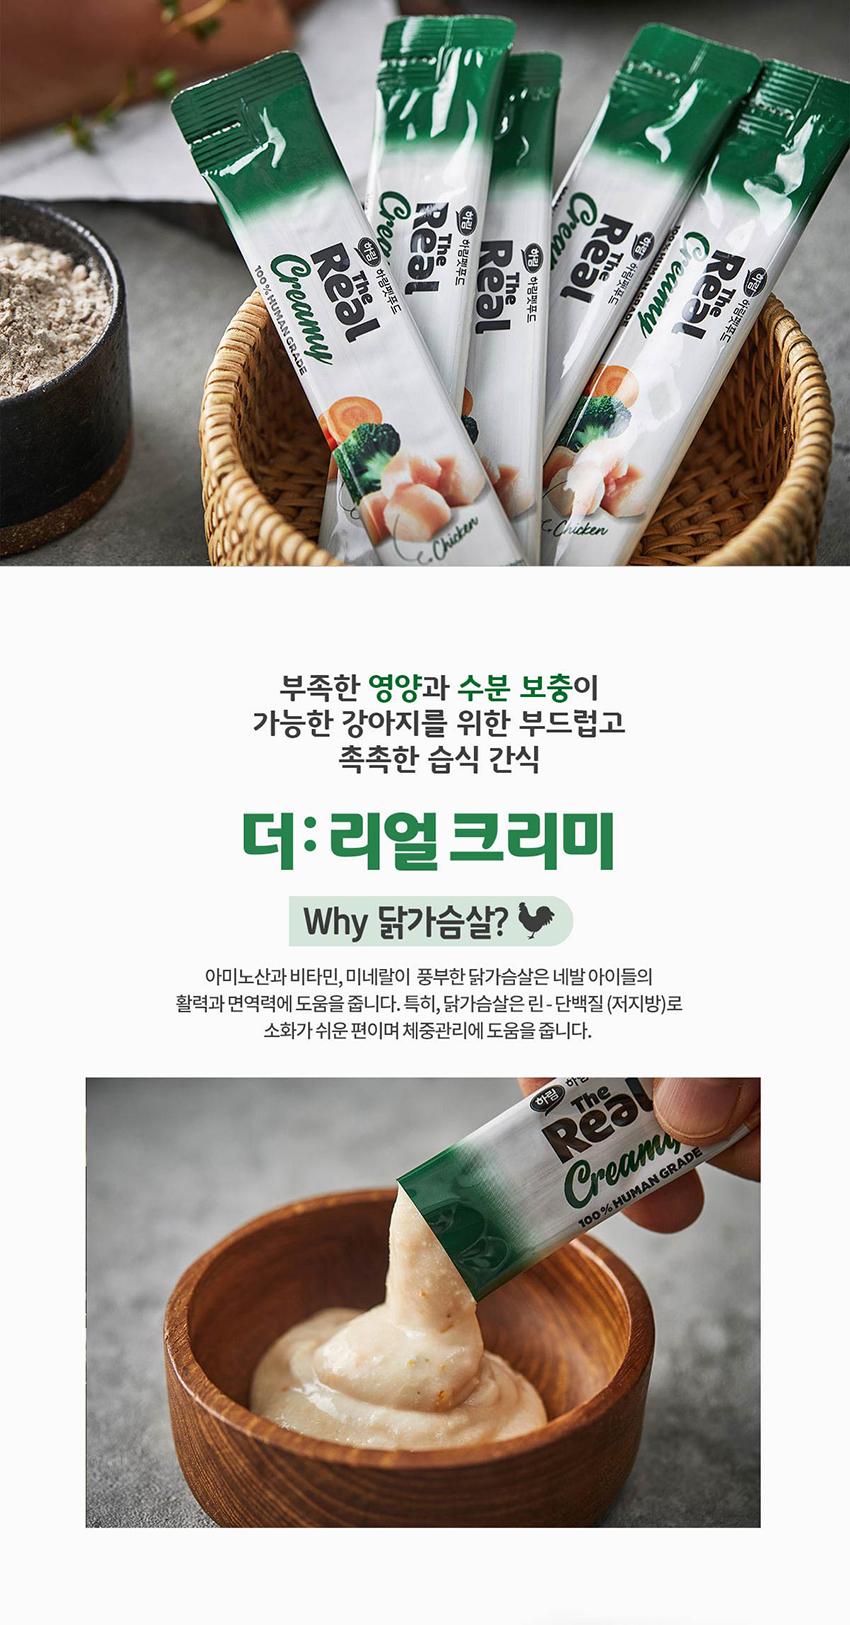 하림 하림펫푸드
The Real
Creamy
100% HUMAN GRADE
Chicken
하림 하림펫푸드
The Real
하림 하림펫푸드
The Real
하림 하림펫푸드
The Real
하림 하림펫푸드
The Real
Creamy
Chicken
부족한 영양과 수분 보충이
가능한 강아지를 위한 부드럽고
촉촉한 습식 간식
더:리얼 크리미
Why 닭가슴살?
아미노산과 비타민, 미네랄이 풍부한 닭가슴살은 네발 아이들의
활력과 면역력에 도움을 줍니다. 특히, 닭가슴살은 린 - 단백질 (저지방)로
소화가 쉬운 편이며 체중관리에 도움을 줍니다.
하림
The
Real
Creamy
100% HUMAN GRADE